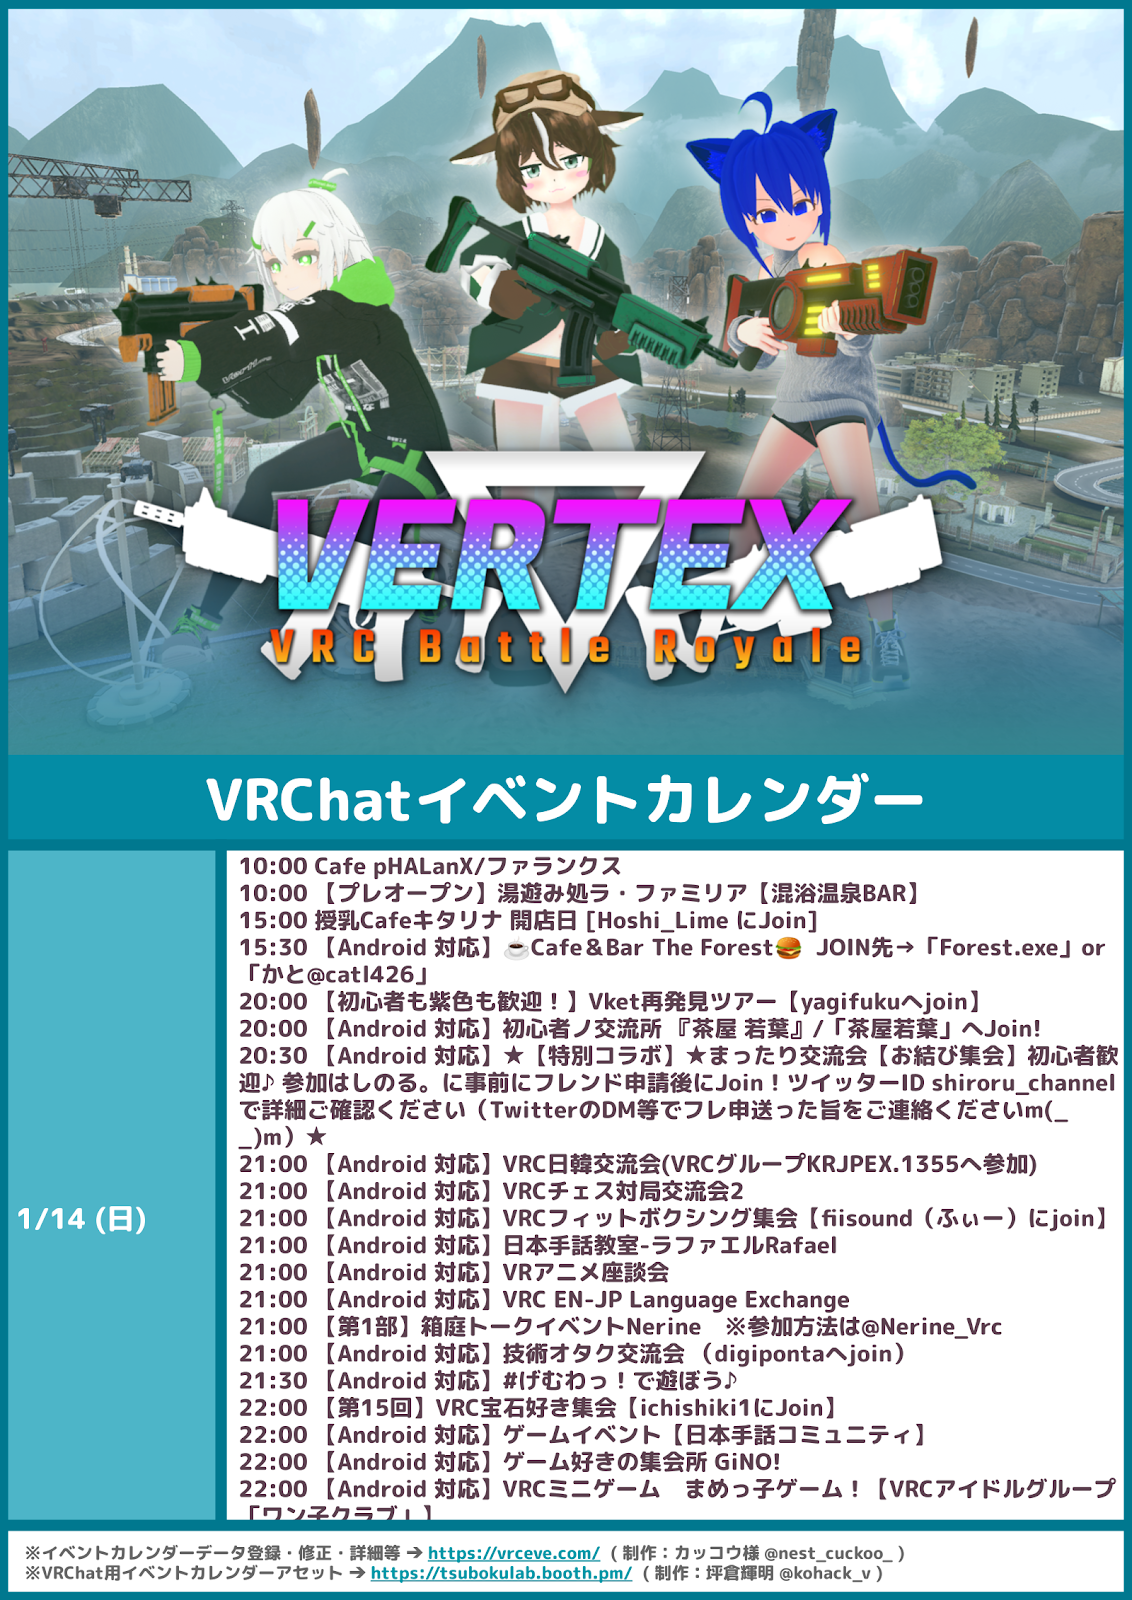 VERTEX
VRC Battle Royale
VRChatイベントカレンダー
1/14 (日)
10:00 Cafe pHALanX/ファランクス
10:00 【プレオープン】湯遊み処ラ・ファミリア【混浴温泉BAR】
15:00 授乳Cafeキタリナ 開店日 [Hoshi_Lime にJoin]
15:30 【Android 対応】☕Cafe＆Bar The Forest🍔 JOIN先→「Forest.exe」or
「かと@catl426」
20:00 【初心者も紫色も歓迎！】Vket再発見ツアー【yagifukuへjoin】
20:00 【Android 対応】初心者ノ交流所 『茶屋 若葉』/「茶屋若葉」へJoin!
20:30 【Android 対応】★【特別コラボ】★まったり交流会【お結び集会】初心者歓
迎♪ 参加はしのる。に事前にフレンド申請後にJoin！ツイッターID shiroru_channel
で詳細ご確認ください（TwitterのDM等でフレ申送った旨をご連絡くださいm(_
_)m）★
21:00 【Android 対応】VRC日韓交流会(VRCグループKRJPEX.1355へ参加)
21:00 【Android 対応】VRCチェス対局交流会2
21:00 【Android 対応】VRCフィットボクシング集会【fiisound（ふぃー）にjoin】
21:00 【Android 対応】日本手話教室-ラファエルRafael
21:00 【Android 対応】VRアニメ座談会
21:00 【Android 対応】VRC EN-JP Language Exchange
21:00 【第1部】箱庭トークイベントNerine　※参加方法は@Nerine_Vrc
21:00 【Android 対応】技術オタク交流会 （digipontaへjoin）
21:30 【Android 対応】#げむわっ！で遊ぼう♪
22:00 【第15回】VRC宝石好き集会【ichishiki1にJoin】
22:00 【Android 対応】ゲームイベント【日本手話コミュニティ】
22:00 【Android 対応】ゲーム好きの集会所 GiNO!
22:00 【Android 対応】VRCミニゲーム　まめっ子ゲーム！【VRCアイドルグループ
「ワン子クラブ」】
※イベントカレンダーデータ登録・修正・詳細等 ➔ https://vrceve.com/ （制作：カッコウ様 @nest_cuckoo_ ）
※VRChat用イベントカレンダーアセット ➔ https://tsubokulab.booth.pm/ （制作：坪倉輝明 @kohack_v ）